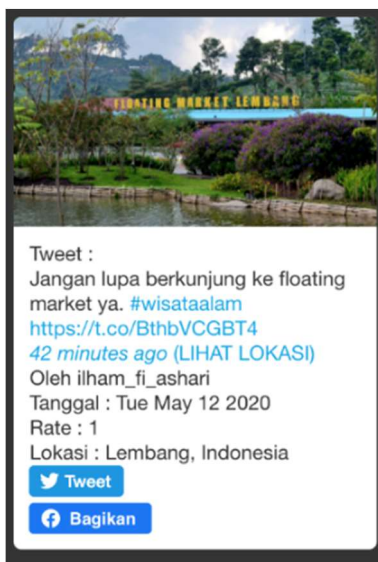 FLOATING MARKET LEMBANG
Tweet :
Jangan lupa berkunjung ke floating
market ya. #wisataalam
https://t.co/BthbVCGBT4
42 minutes ago (LIHAT LOKASI)
Oleh ilham_fi_ashari
Tanggal : Tue May 12 2020
Rate : 1
Lokasi : Lembang, Indonesia
Tweet
Bagikan